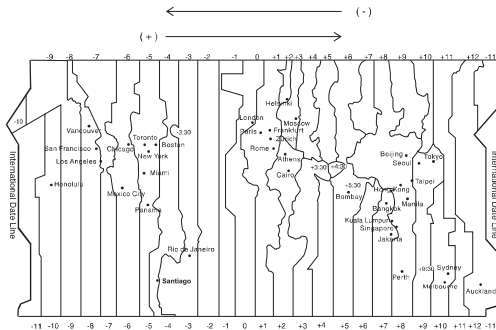 (-)
(+)
-9 -8 -7 -6 -5 -4 -3 -2 0 +1 +2 +3 +4 +5 +6 +7 +8 +9 +10 +11 -11
Helsinki
-10
London
Moscow
Vancouver
-3:30
Paris
Frankfurt
Toronto
Zürich
San Francisco
Chicago
Boston
New York
Rome
Beijing
Tokyo
Los Angeles
Athens
Seoul
+3:30
+4:30
Miami
Cairo
Taipei
Honolulu
Mexico City
+5:30
Hong Kong
Bombay
Manila
Panama
Bangkok
Kuala Lumpur
Singapore
Jakarta
Rio de Janeiro
Santiago
Perth
+9:30
Sydney
Melbourne
Auckland
International Date Line
International Date Line
-11 -10 -9 -8 -7 -6 -5 -4 -3 -2 -1 0 +1 +2 +3 +4 +5 +6 +7 +8 +9 +10 +11 +12 -11